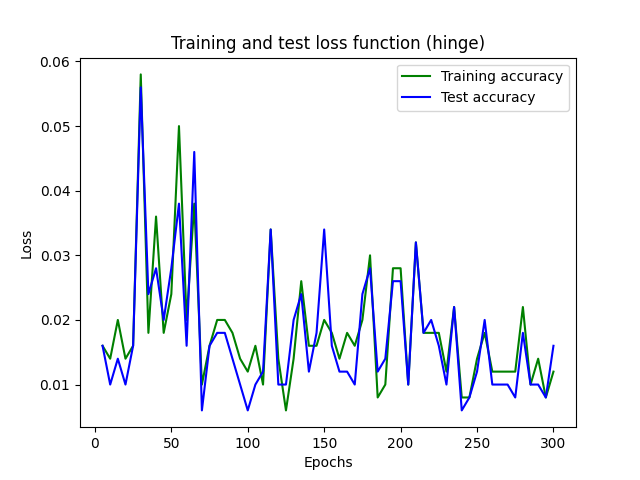 Training and test loss function (hinge)
Training accuracy
Test accuracy
0.06
0.05
0.04
0.03
0.02
0.01
Loss
0
50
100
150
200
250
300
Epochs